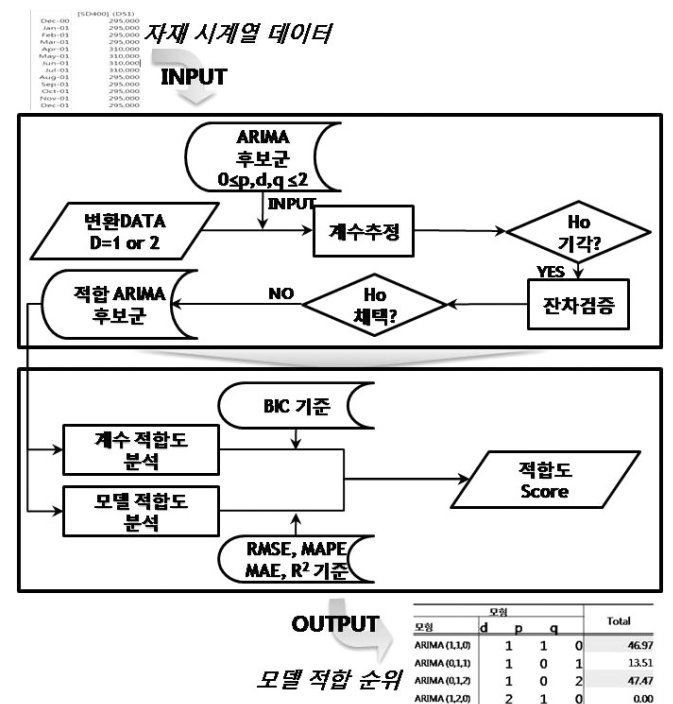 [SD400] (D51)
Dec-00 295,000
Jan-01 295,000
Feb-01 295,000
Mar-01 295,000
Apr-01 310,000
May-01 310,000
Jun-01 310,000
Jul-01 310,000
Aug-01 295,000
Sep-01 295,000
Oct-01 295,000
Nov-01 295,000
Dec-01 295,000
자재 시계열 데이터
INPUT
ARIMA
후보군
0≤p,d,q ≤2
INPUT
변환DATA
D=1 or 2
계수추정
Ho
기각?
YES
적합 ARIMA
후보군
NO
Ho
채택?
잔차검증
BIC 기준
계수 적합도
분석
모델 적합도
분석
적합도
Score
RMSE, MAPE
MAE, R² 기준
OUTPUT
모델 적합 순위
모형
모형 d p q Total
ARIMA (1,1,0) 1 1 0 46.97
ARIMA (0,1,1) 1 0 1 13.51
ARIMA (0,1,2) 1 0 2 47.47
ARIMA (1,2,0) 2 1 0 0.00